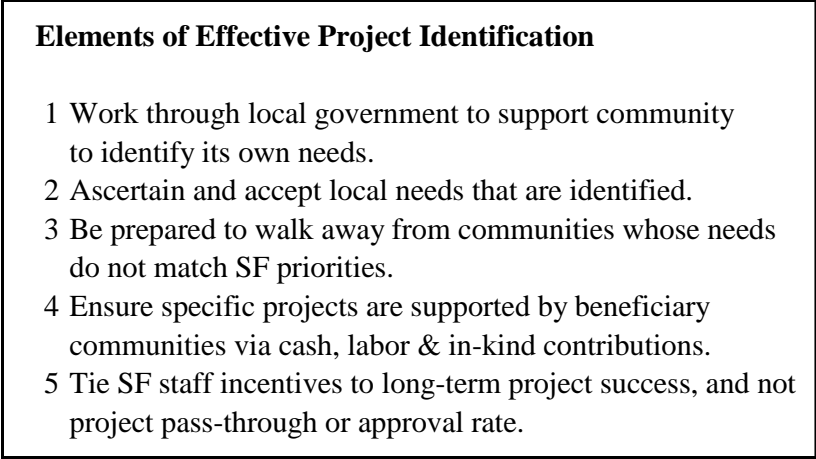 Elements of Effective Project Identification
1 Work through local government to support community
to identify its own needs.
2 Ascertain and accept local needs that are identified.
3 Be prepared to walk away from communities whose needs
do not match SF priorities.
4 Ensure specific projects are supported by beneficiary
communities via cash, labor & in-kind contributions.
5 Tie SF staff incentives to long-term project success, and not
project pass-through or approval rate.